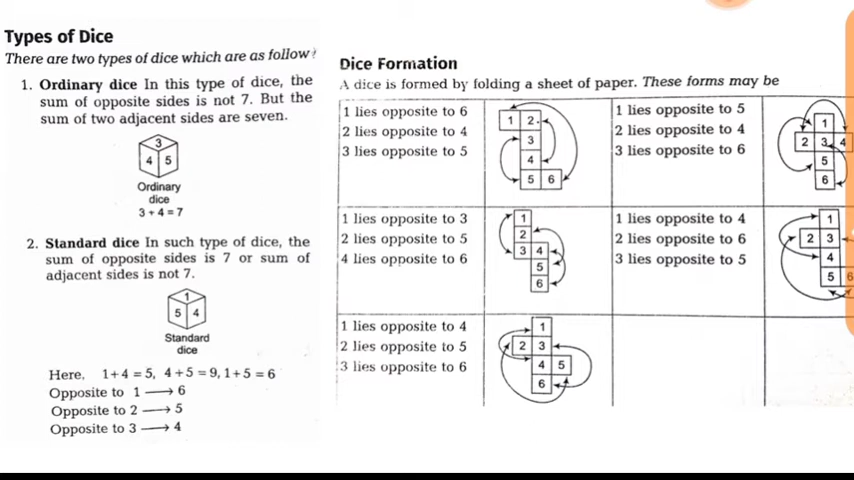 Types of Dice
There are two types of dice which are as follow
1. Ordinary dice In this type of dice, the
sum of opposite sides is not 7. But the
sum of two adjacent sides are seven.
3
4 5
Ordinary
dice
3 + 4 = 7
2. Standard dice In such type of dice, the
sum of opposite sides is 7 or sum of
adjacent sides is not 7.
1
5 4
Standard
dice
Here, 1+4 = 5, 4+5 = 9, 1+5 = 6
Opposite to 1 → 6
Opposite to 2 → 5
Opposite to 3 → 4
Dice Formation
A dice is formed by folding a sheet of paper. These forms may be
1 lies opposite to 6
2 lies opposite to 4
3 lies opposite to 5
1 2
3
4
5 6
1 lies opposite to 5
2 lies opposite to 4
3 lies opposite to 6
1
2 3 4
5
6
1 lies opposite to 3
2 lies opposite to 5
4 lies opposite to 6
1
2
3 4
5
6
1 lies opposite to 4
2 lies opposite to 6
3 lies opposite to 5
1
2 3
4
5 6
1 lies opposite to 4
2 lies opposite to 5
3 lies opposite to 6
1
2 3
4 5
6